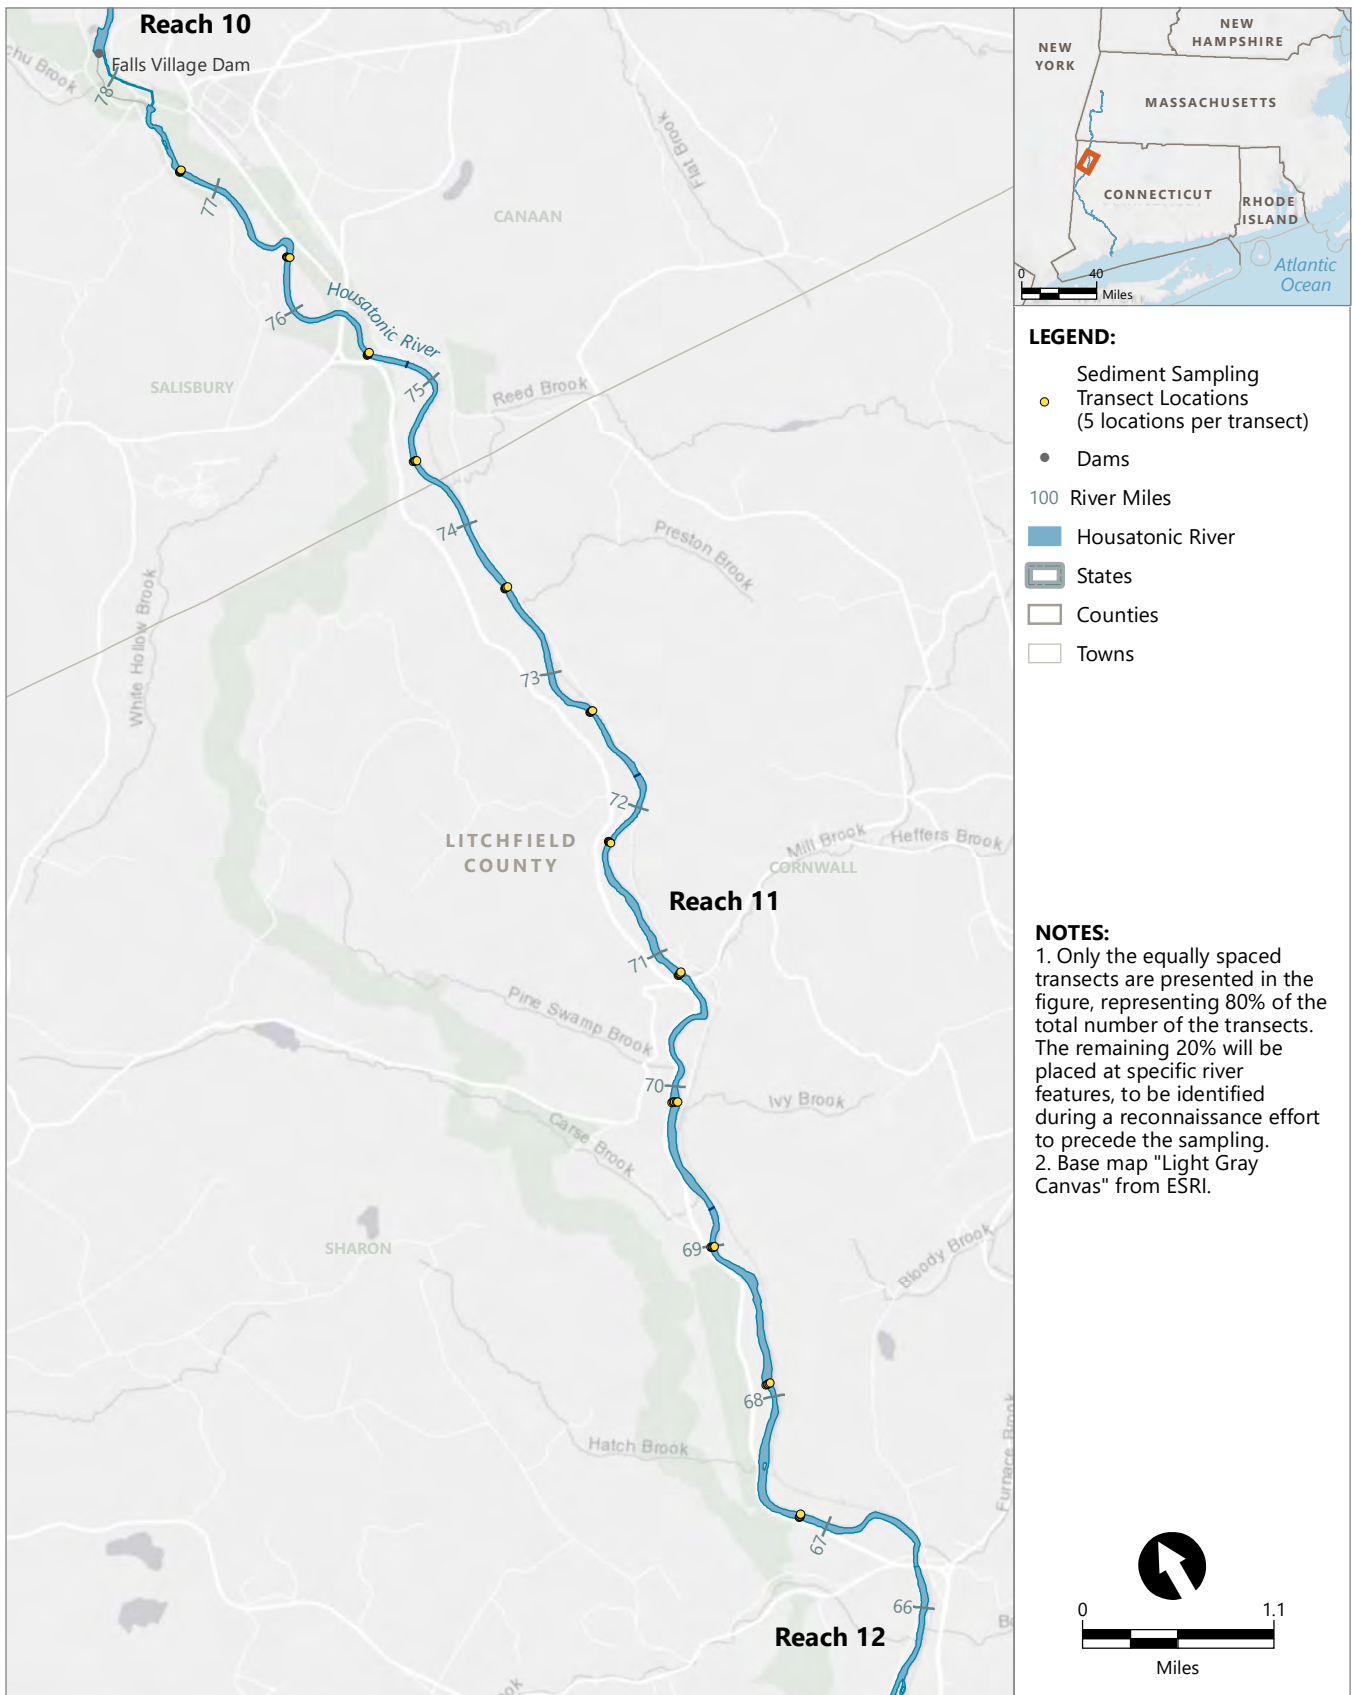 Reach 10
Falls Village Dam
chu Brook
78
77
Flat Brook
CANAAN
Housatonic River
76
SALISBURY
75
Reed Brook
74
Preston Brook
White Hollow Brook
73
72
LITCHFIELD
COUNTY
Mill Brook
Heffers Brook
CORNWALL
Reach 11
71
Pine Swamp Brook
70
Ivy Brook
Carse Brook
69
SHARON
Bloody Brook
68
Hatch Brook
Furnace Brook
67
66
Reach 12
NEW
YORK
NEW
HAMPSHIRE
MASSACHUSETTS
CONNECTICUT
RHODE
ISLAND
Atlantic
Ocean
0 40
Miles
LEGEND:
Sediment Sampling
Transect Locations
(5 locations per transect)
Dams
100 River Miles
Housatonic River
States
Counties
Towns
NOTES:
1. Only the equally spaced
transects are presented in the
figure, representing 80% of the
total number of the transects.
The remaining 20% will be
placed at specific river
features, to be identified
during a reconnaissance effort
to precede the sampling.
2. Base map "Light Gray
Canvas" from ESRI.
0 1.1
Miles